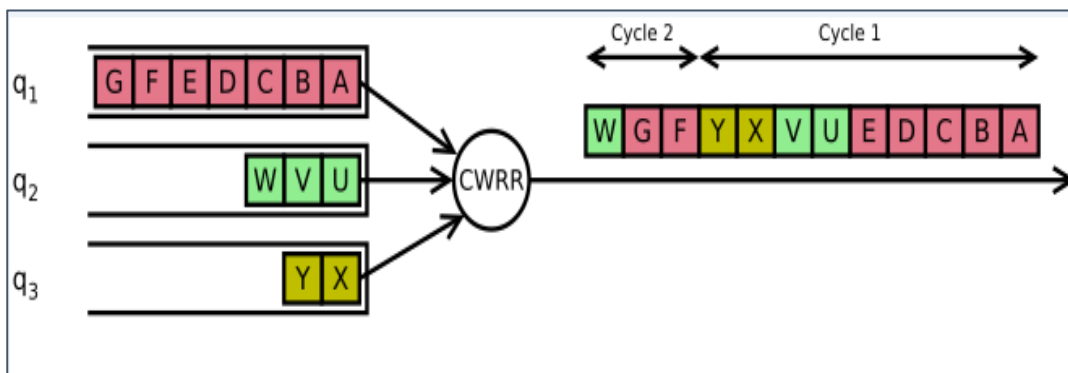 Cycle 2 Cycle 1
q1 G F E D C B A
W G F Y X V U E D C B A
q2 W V U
CWRR
q3 Y X